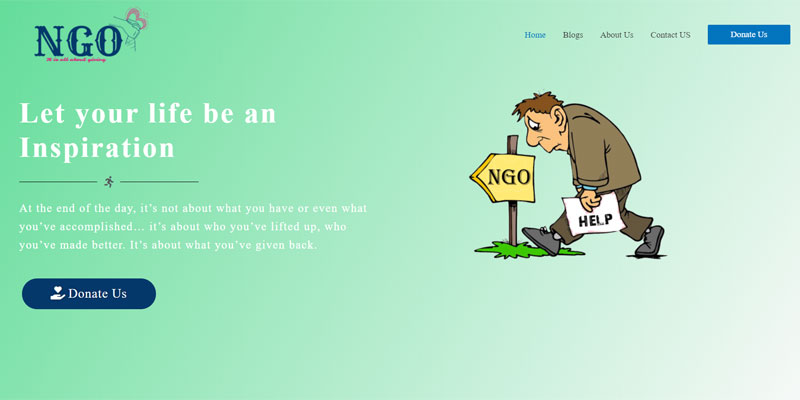 NGO
It is all about giving
Home Blogs About Us Contact US Donate Us
Let your life be an
Inspiration
At the end of the day, it’s not about what you have or even what
you’ve accomplished… it’s about who you’ve lifted up, who
you’ve made better. It’s about what you’ve given back.
Donate Us
NGO
HELP